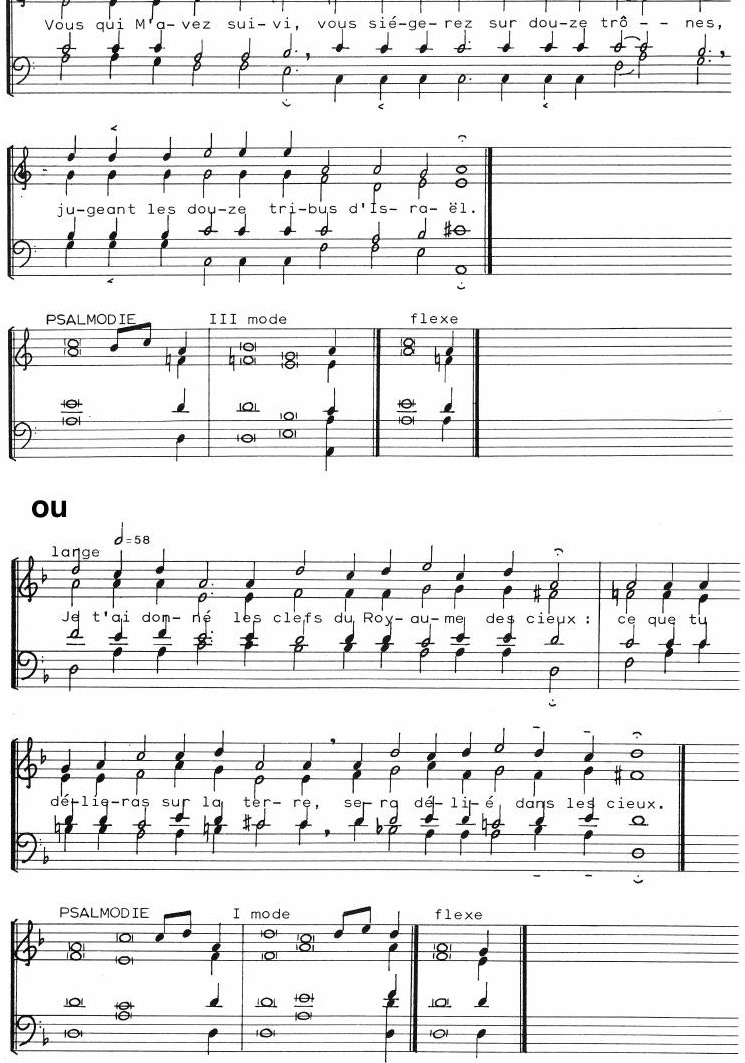 Vous qui M'a-vez sui-vi, vous sié-ge-rez sur dou-ze trô - - nes,
ju-geant les dou-ze tri-bus d'Is- ra- ël.
PSALMODIE III mode flexe
ou
large 𝅗𝅥=58
Je t'ai don-né les clefs du Roy-au-me des cieux : ce que tu
dé-lie-ras sur la ter-re, se-ra dé-li-é dans les cieux.
PSALMODIE I mode flexe